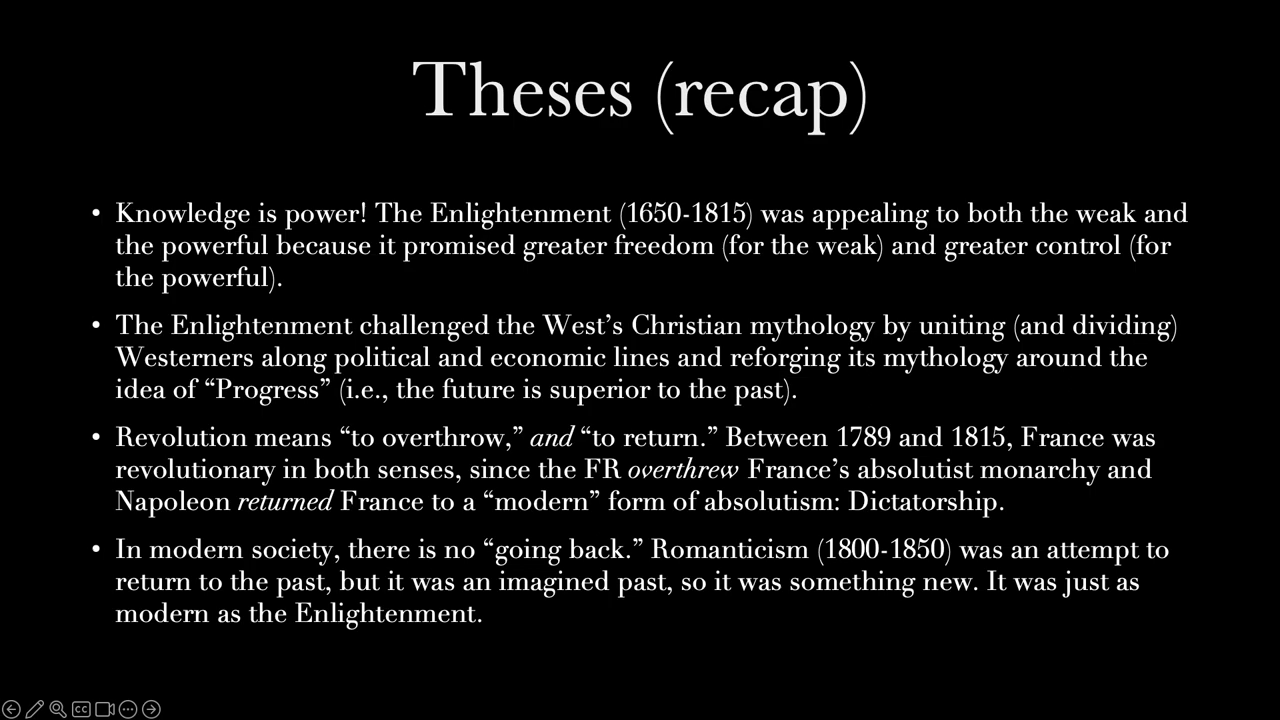 Theses (recap)
• Knowledge is power! The Enlightenment (1650-1815) was appealing to both the weak and
the powerful because it promised greater freedom (for the weak) and greater control (for
the powerful).
• The Enlightenment challenged the West’s Christian mythology by uniting (and dividing)
Westerners along political and economic lines and reforging its mythology around the
idea of “Progress” (i.e., the future is superior to the past).
• Revolution means “to overthrow,” and “to return.” Between 1789 and 1815, France was
revolutionary in both senses, since the FR overthrew France’s absolutist monarchy and
Napoleon returned France to a “modern” form of absolutism: Dictatorship.
• In modern society, there is no “going back.” Romanticism (1800-1850) was an attempt to
return to the past, but it was an imagined past, so it was something new. It was just as
modern as the Enlightenment.
CC